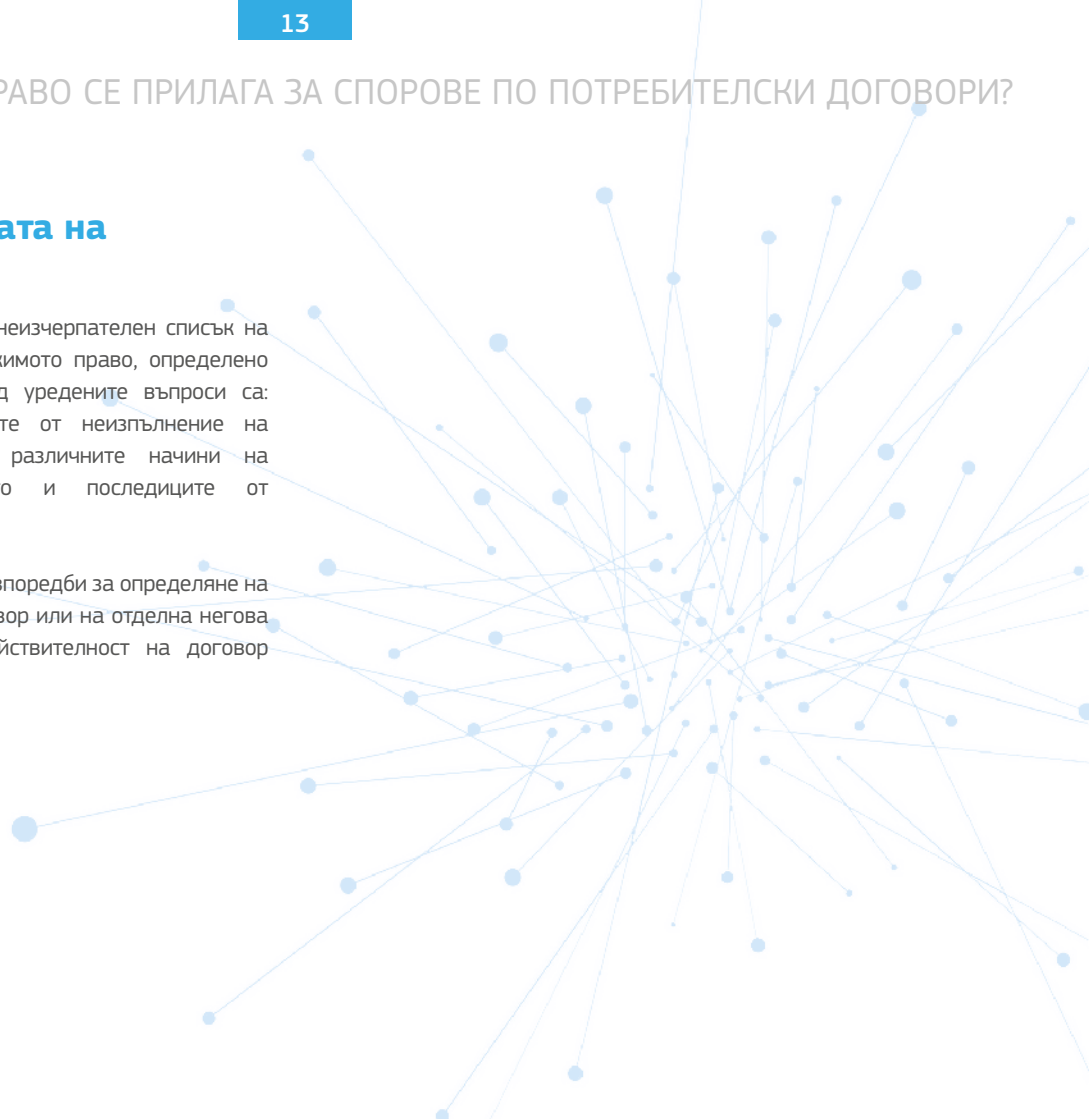 13
РАВО СЕ ПРИЛАГА ЗА СПОРОВЕ ПО ПОТРЕБИТЕЛСКИ ДОГОВОРИ?
ата на
неизчерпателен списък на
кимото право, определено
д уредените въпроси са:
те от неизпълнение на
различните начини на
о и последиците от
зпоредби за определяне на
вор или на отделна негова
йствителност на договор